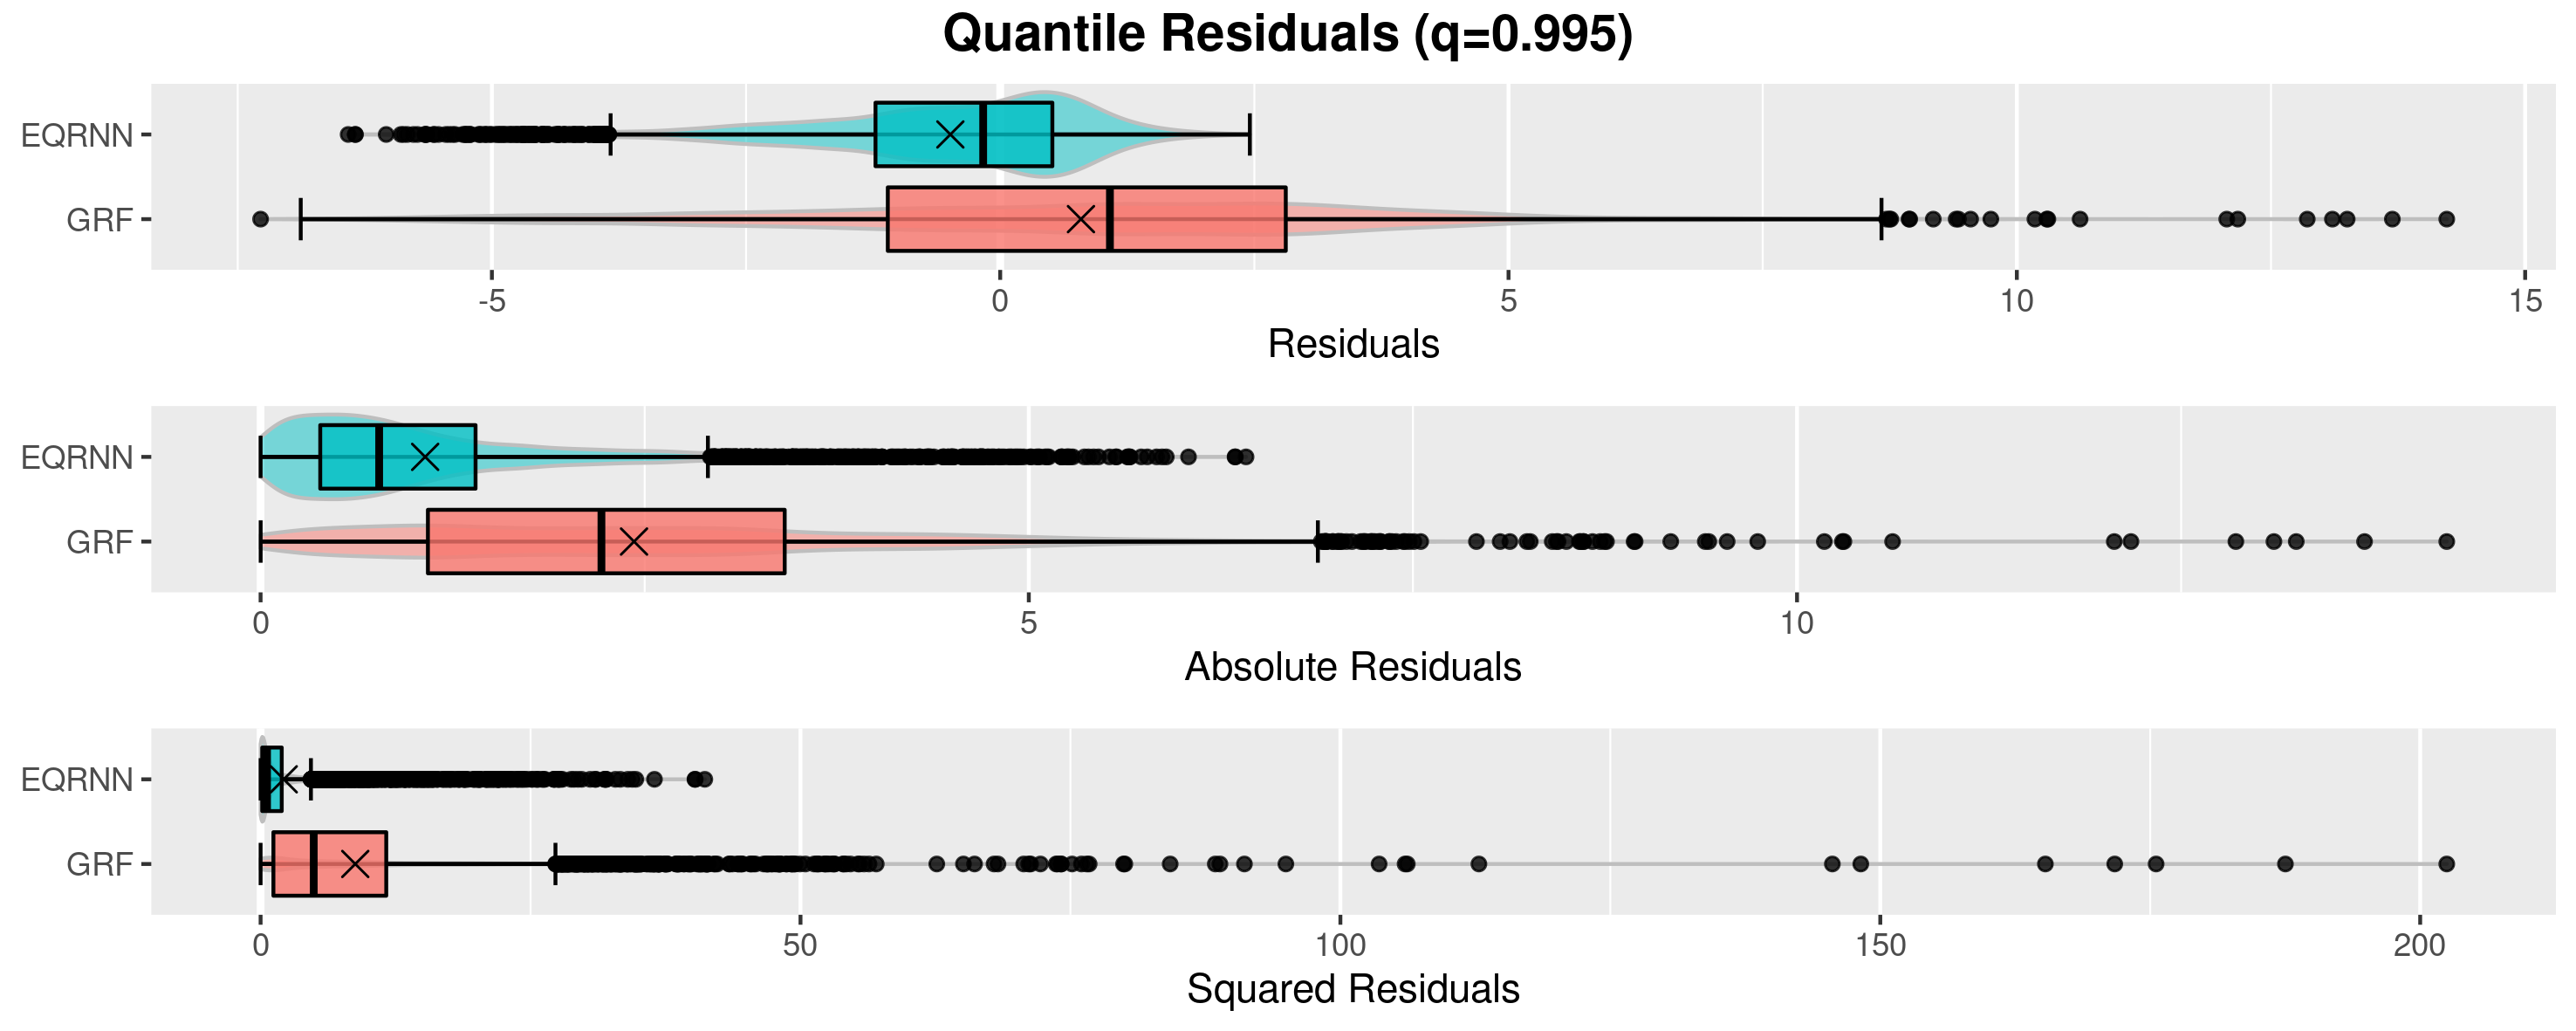 Quantile Residuals (q=0.995)
EQRNN
GRF
-5 0 5 10 15
Residuals
EQRNN
GRF
0 5 10
Absolute Residuals
EQRNN
GRF
0 50 100 150 200
Squared Residuals